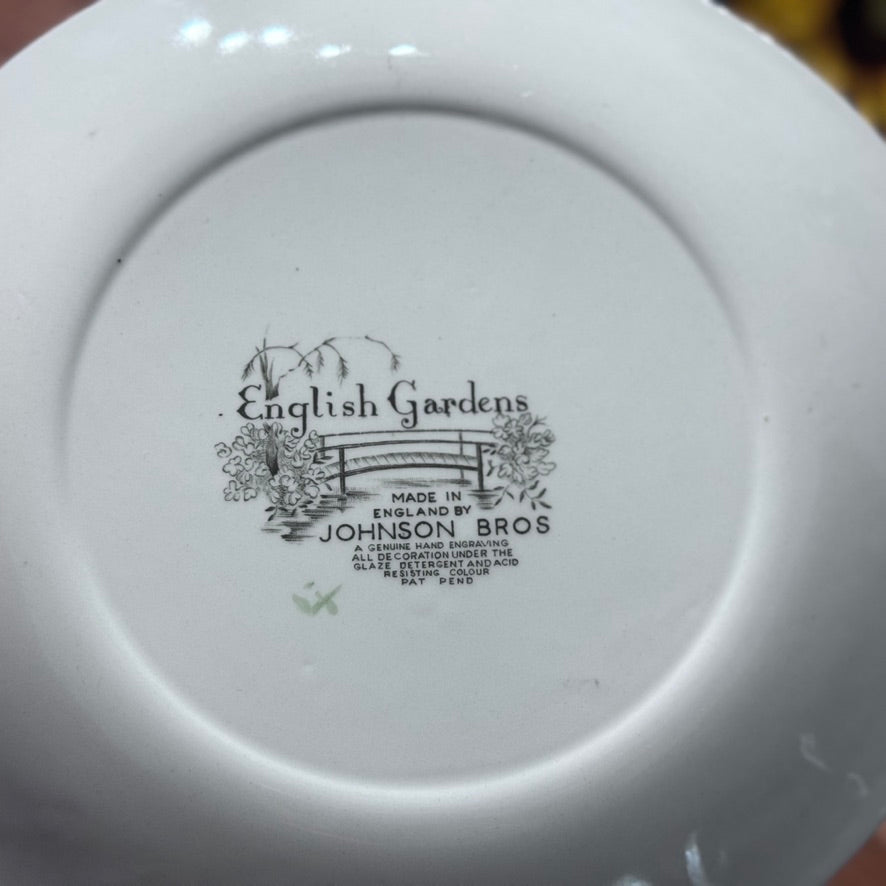 English Gardens
MADE IN
ENGLAND BY
JOHNSON BROS
A GENUINE HAND ENGRAVING
ALL DECORATION UNDER THE
GLAZE DETERGENT AND ACID
RESISTING COLOUR
PAT PEND